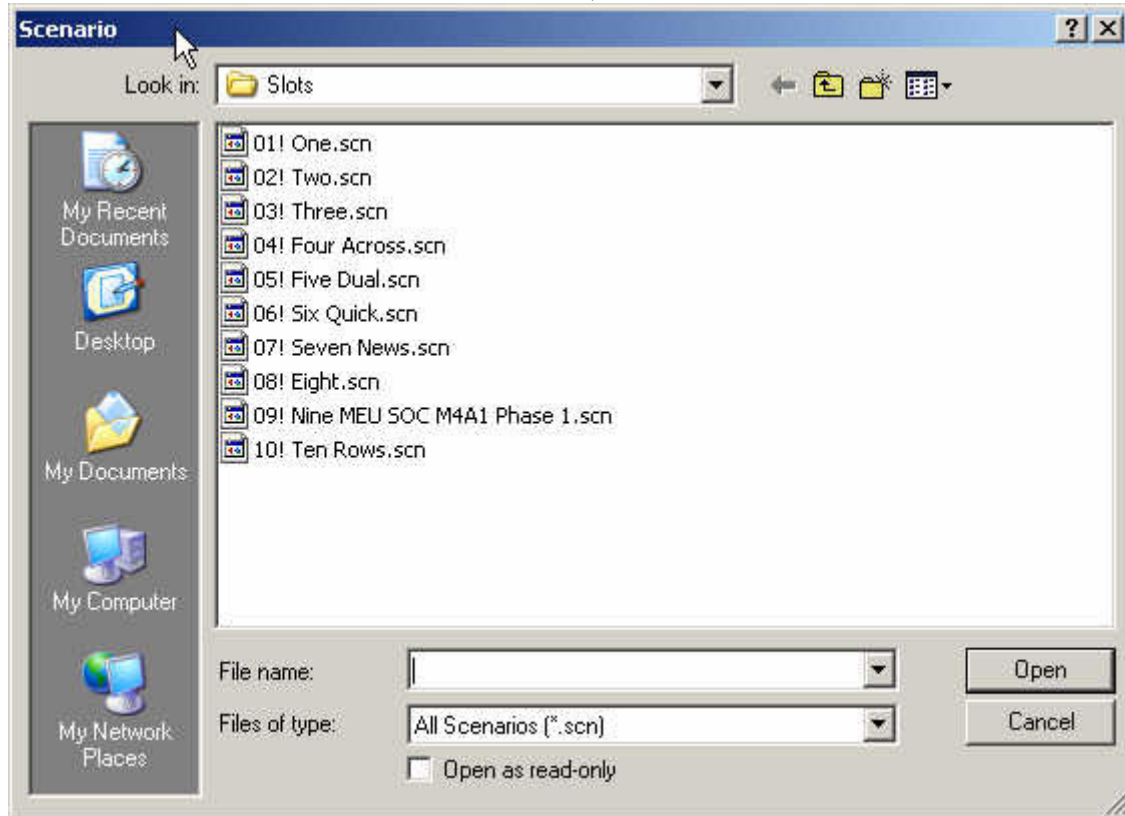 Scenario
Look in: Slots
My Recent
Documents
Desktop
My Documents
My Computer
My Network
Places
01! One.scn
02! Two.scn
03! Three.scn
04! Four Across.scn
05! Five Dual.scn
06! Six Quick.scn
07! Seven News.scn
08! Eight.scn
09! Nine MEU SOC M4A1 Phase 1.scn
10! Ten Rows.scn
File name: Open
Files of type: All Scenarios (*.scn) Cancel
Open as read-only